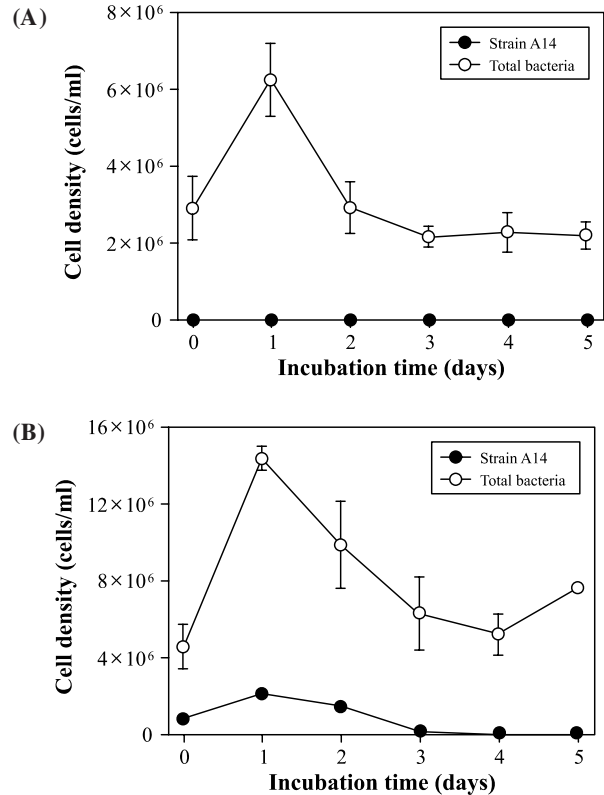 (A)
8×10⁶
6×10⁶
4×10⁶
2×10⁶
0
Cell density (cells/ml)
Strain A14
Total bacteria
0 1 2 3 4 5
Incubation time (days)
(B)
16×10⁶
12×10⁶
8×10⁶
4×10⁶
0
Cell density (cells/ml)
Strain A14
Total bacteria
0 1 2 3 4 5
Incubation time (days)